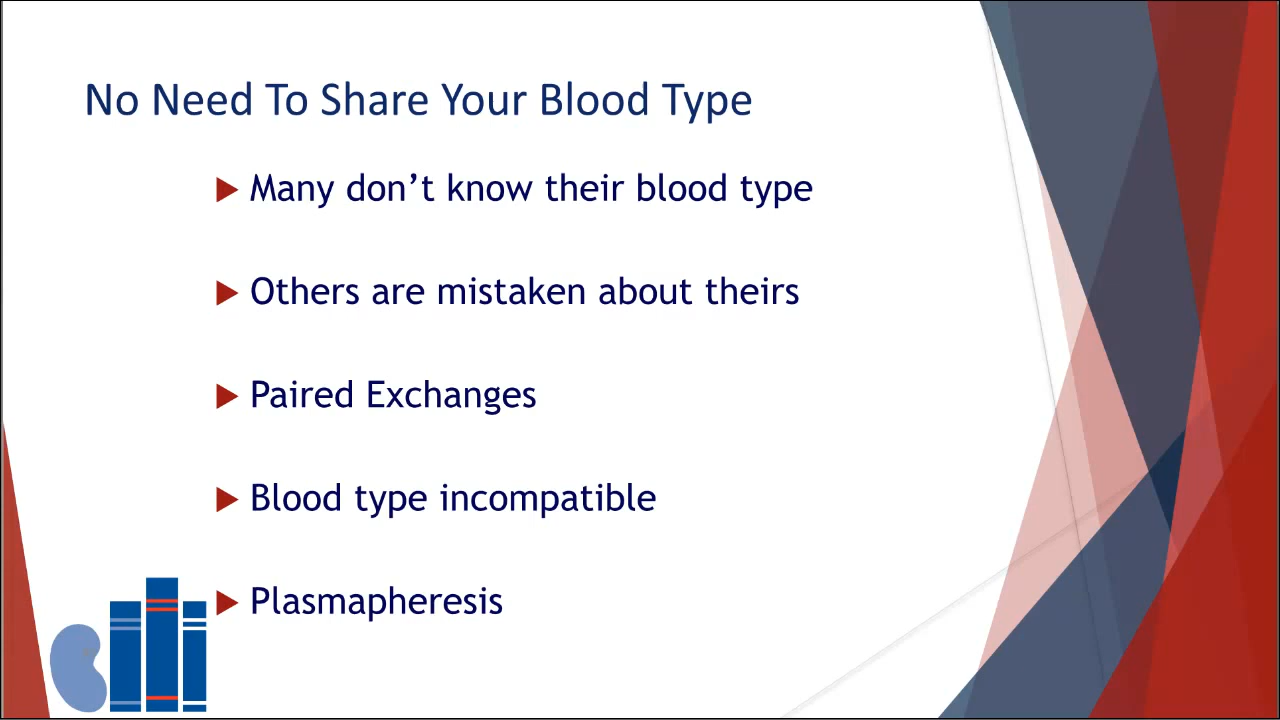 No Need To Share Your Blood Type
Many don’t know their blood type
Others are mistaken about theirs
Paired Exchanges
Blood type incompatible
Plasmapheresis